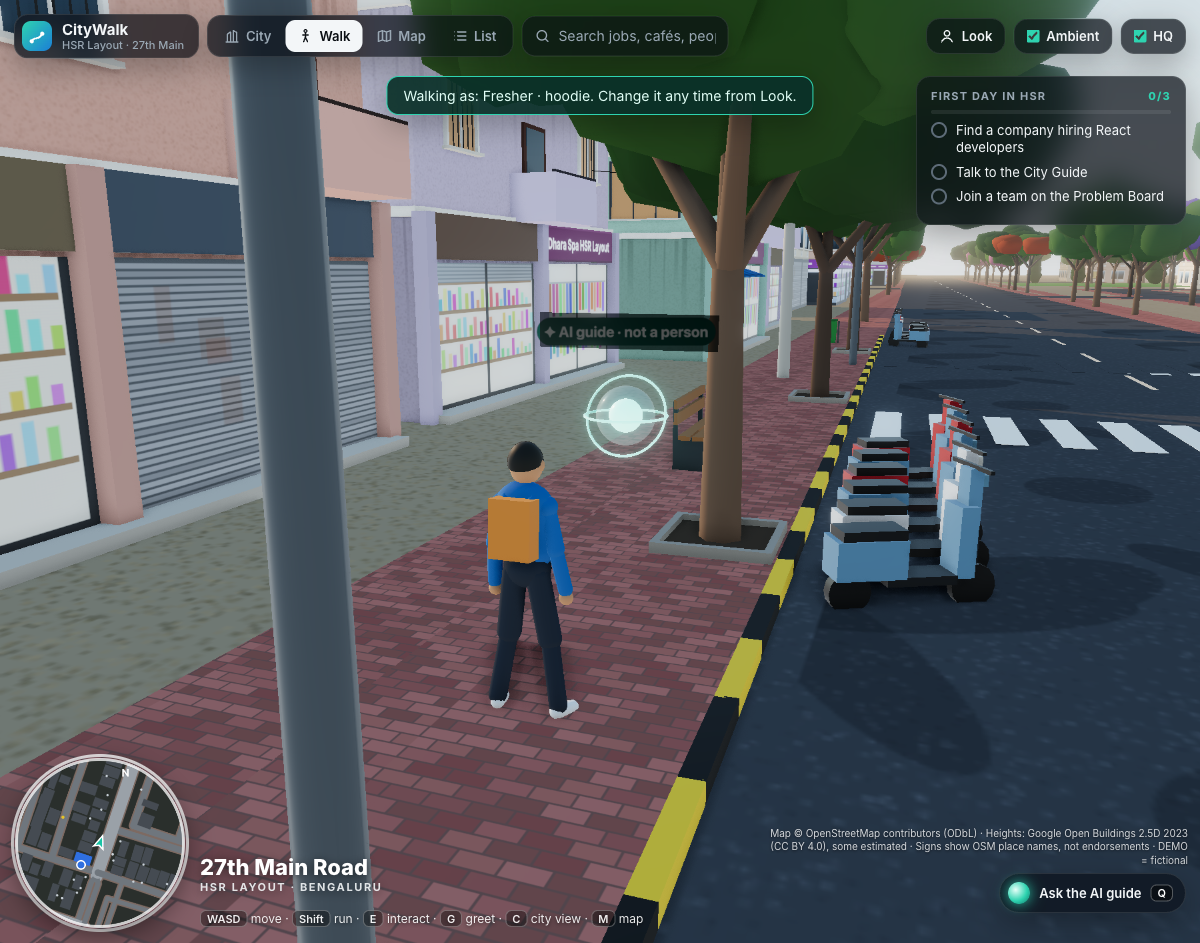 CityWalk
HSR Layout · 27th Main
City
Walk
Map
List
Search jobs, cafés, peop
Look
Ambient
HQ
Walking as: Fresher · hoodie. Change it any time from Look.
FIRST DAY IN HSR 0/3
Find a company hiring React
developers
Talk to the City Guide
Join a team on the Problem Board
Dhara Spa HSR Layout
✦ AI guide · not a person
N
27th Main Road
HSR LAYOUT · BENGALURU
WASD move · Shift run · E interact · G greet · C city view · M map
Map © OpenStreetMap contributors (ODbL) · Heights: Google Open Buildings 2.5D 2023
(CC BY 4.0), some estimated · Signs show OSM place names, not endorsements · DEMO
= fictional
Ask the AI guide Q